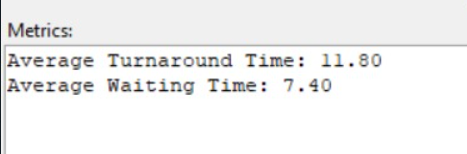 Metrics:
Average Turnaround Time: 11.80
Average Waiting Time: 7.40